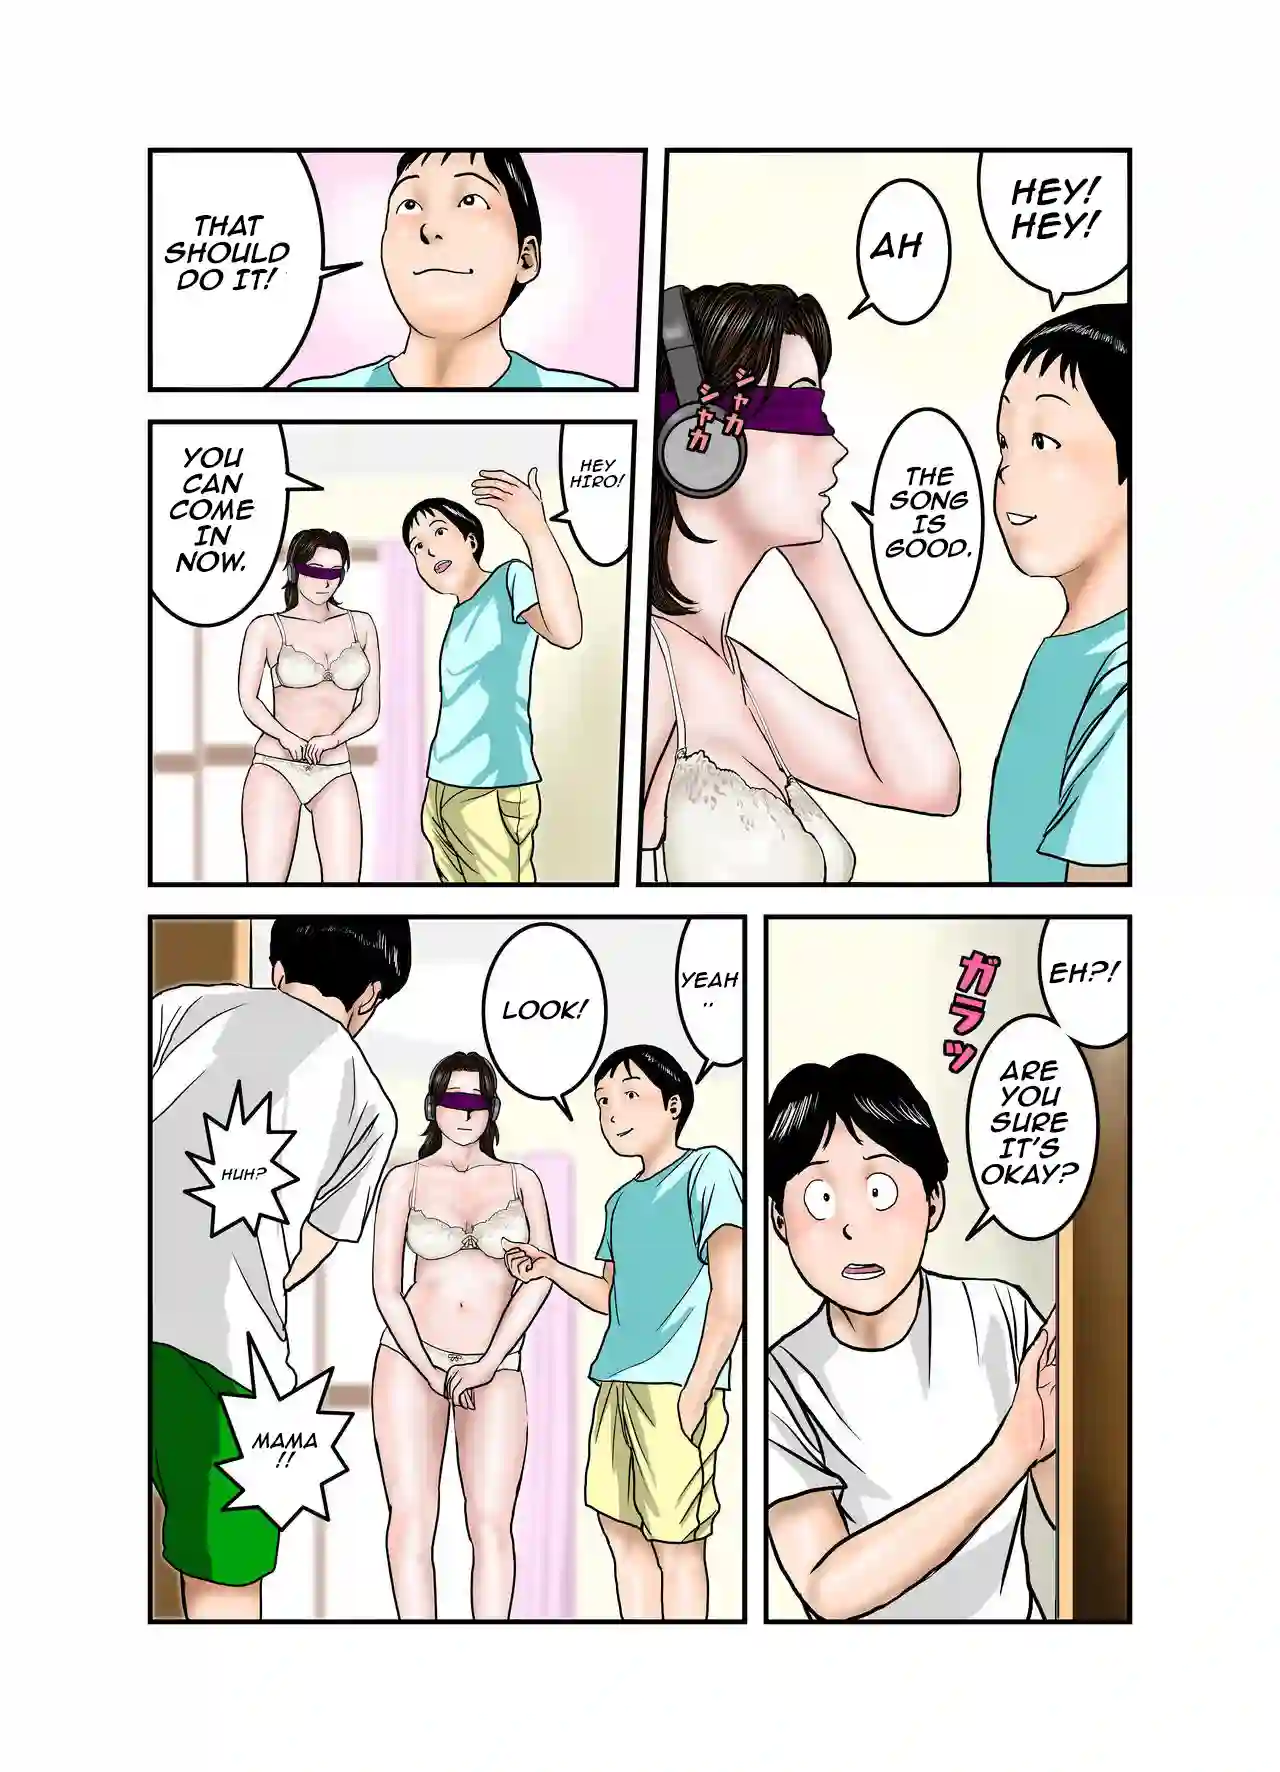 THAT
SHOULD
DO IT!
HEY!
HEY!
AH
THE
SONG
IS
GOOD.
シャカ
シャカ
HEY
HIRO!
YOU
CAN
COME
IN
NOW.
EH?!
ARE
YOU
SURE
IT'S
OKAY?
ガラッ
YEAH
..
LOOK!
HUH?
MAMA
!!